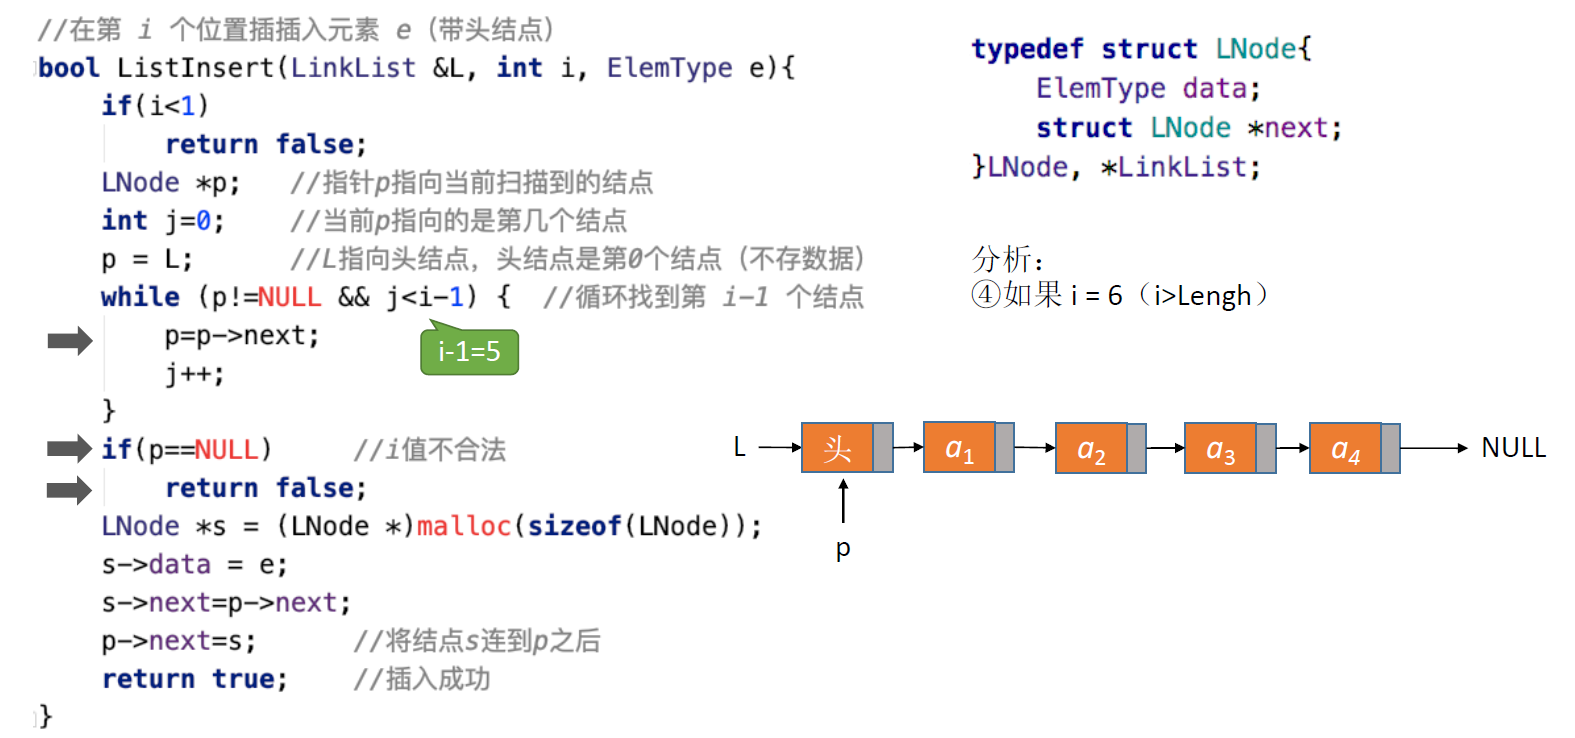 //在第 i 个位置插插入元素 e（带头结点）
bool ListInsert(LinkList &L, int i, ElemType e){
if(i<1)
return false;
LNode *p; //指针p指向当前扫描到的结点
int j=0; //当前p指向的是第几个结点
p = L; //L指向头结点，头结点是第0个结点（不存数据）
while (p!=NULL && j<i-1) { //循环找到第 i-1 个结点
p=p->next;
i-1=5
j++;
}
if(p==NULL) //i值不合法
return false;
LNode *s = (LNode *)malloc(sizeof(LNode));
s->data = e;
s->next=p->next;
p->next=s; //将结点s连到p之后
return true; //插入成功
}
typedef struct LNode{
ElemType data;
struct LNode *next;
}LNode, *LinkList;
分析：
④如果 i = 6（i>Lengh）
L 头 a1 a2 a3 a4 NULL
p